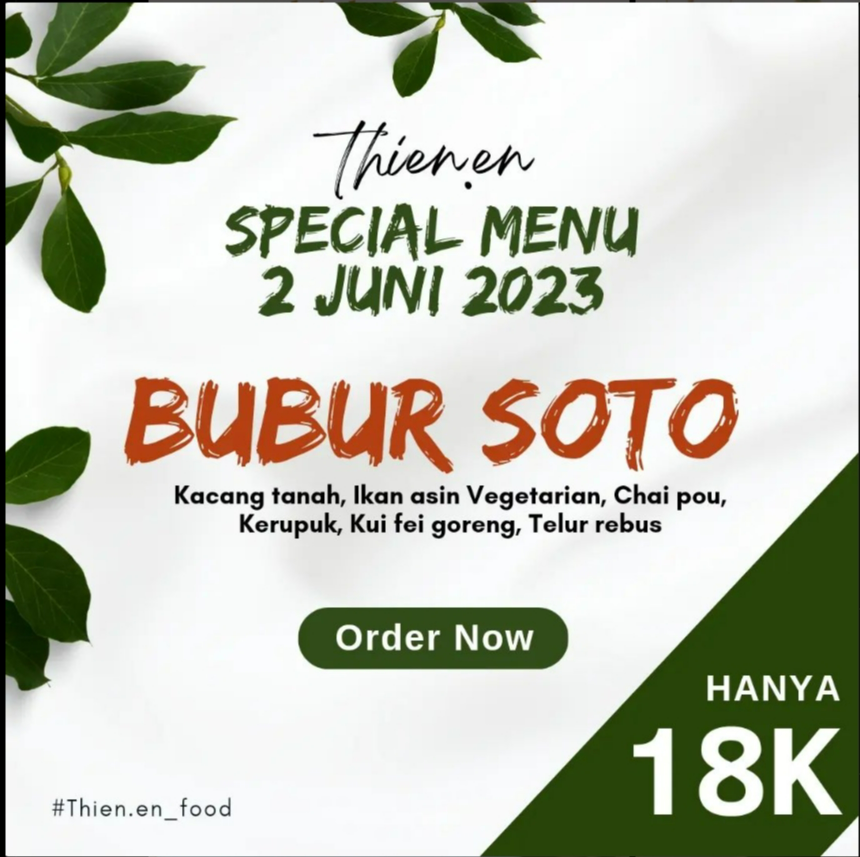 Thien.en
SPECIAL MENU
2 JUNI 2023
BUBUR SOTO
Kacang tanah, Ikan asin Vegetarian, Chai pou,
Kerupuk, Kui fei goreng, Telur rebus
Order Now
HANYA
18K
#Thien.en_food